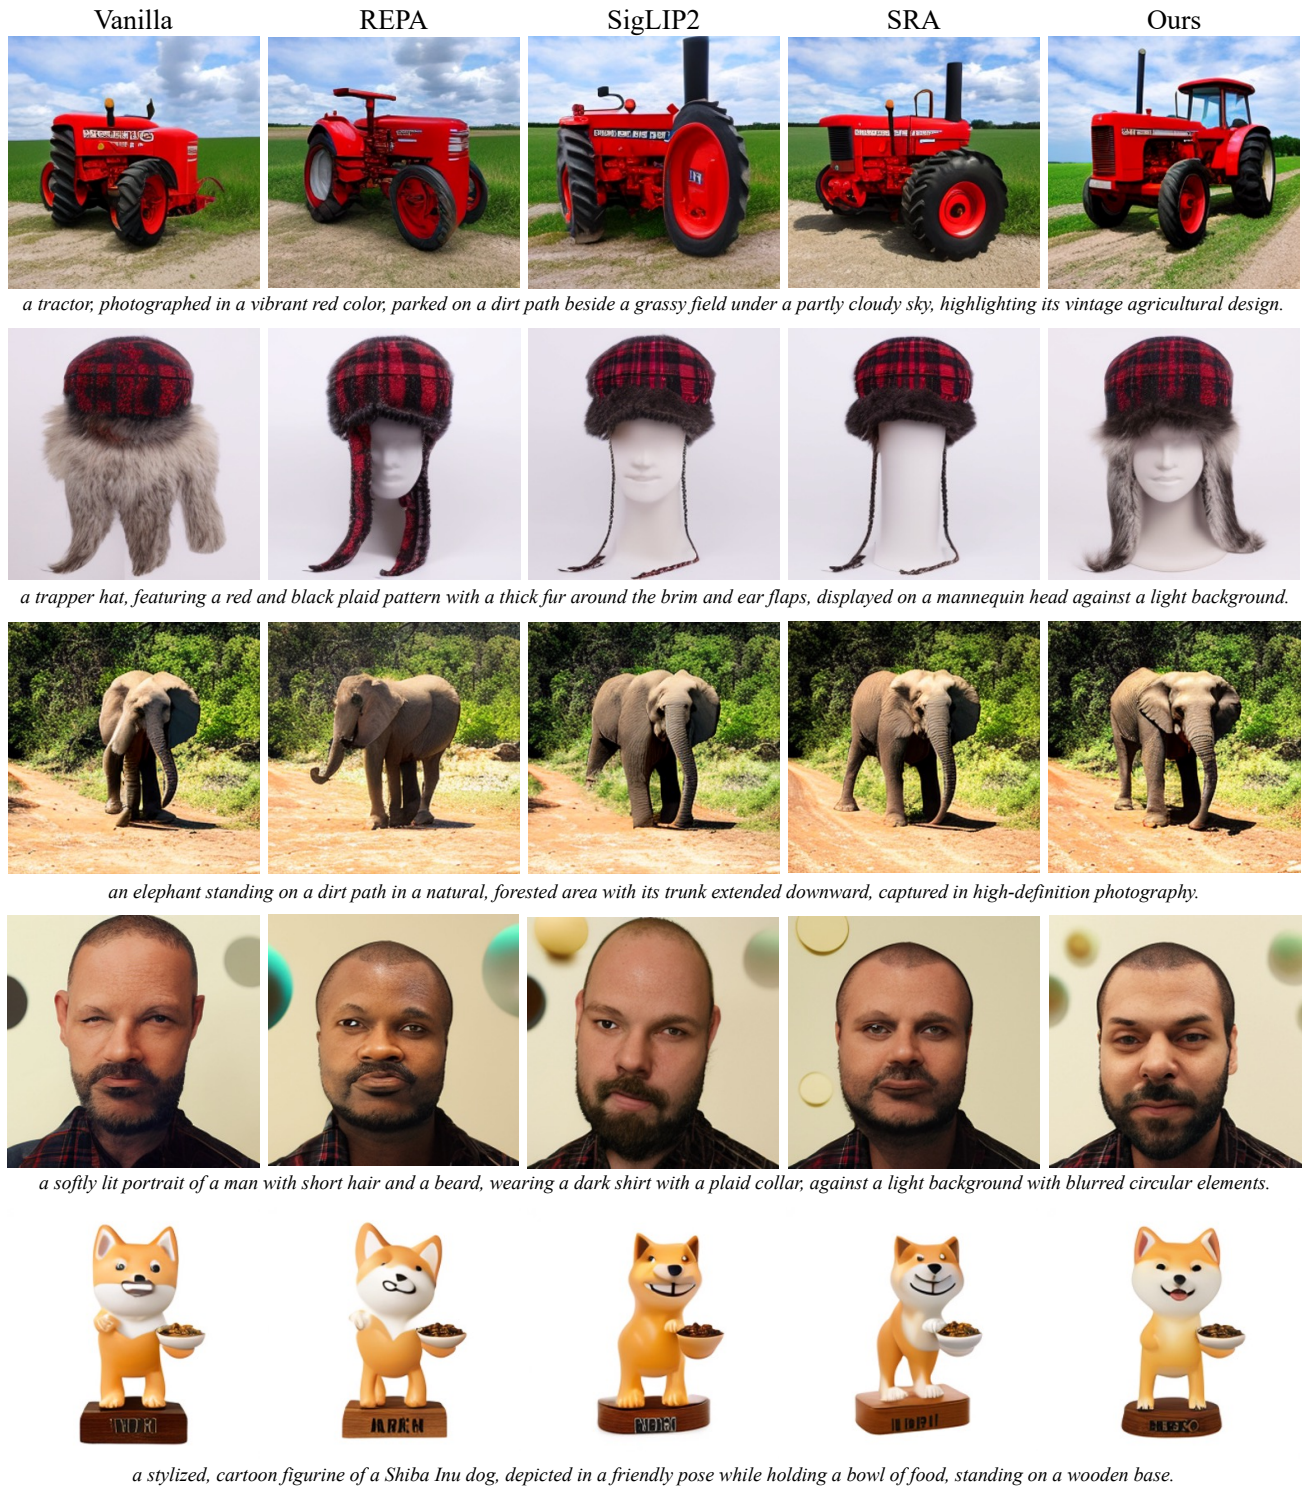 Vanilla REPA SigLIP2 SRA Ours
a tractor, photographed in a vibrant red color, parked on a dirt path beside a grassy field under a partly cloudy sky, highlighting its vintage agricultural design.
a trapper hat, featuring a red and black plaid pattern with a thick fur around the brim and ear flaps, displayed on a mannequin head against a light background.
an elephant standing on a dirt path in a natural, forested area with its trunk extended downward, captured in high-definition photography.
a softly lit portrait of a man with short hair and a beard, wearing a dark shirt with a plaid collar, against a light background with blurred circular elements.
a stylized, cartoon figurine of a Shiba Inu dog, depicted in a friendly pose while holding a bowl of food, standing on a wooden base.